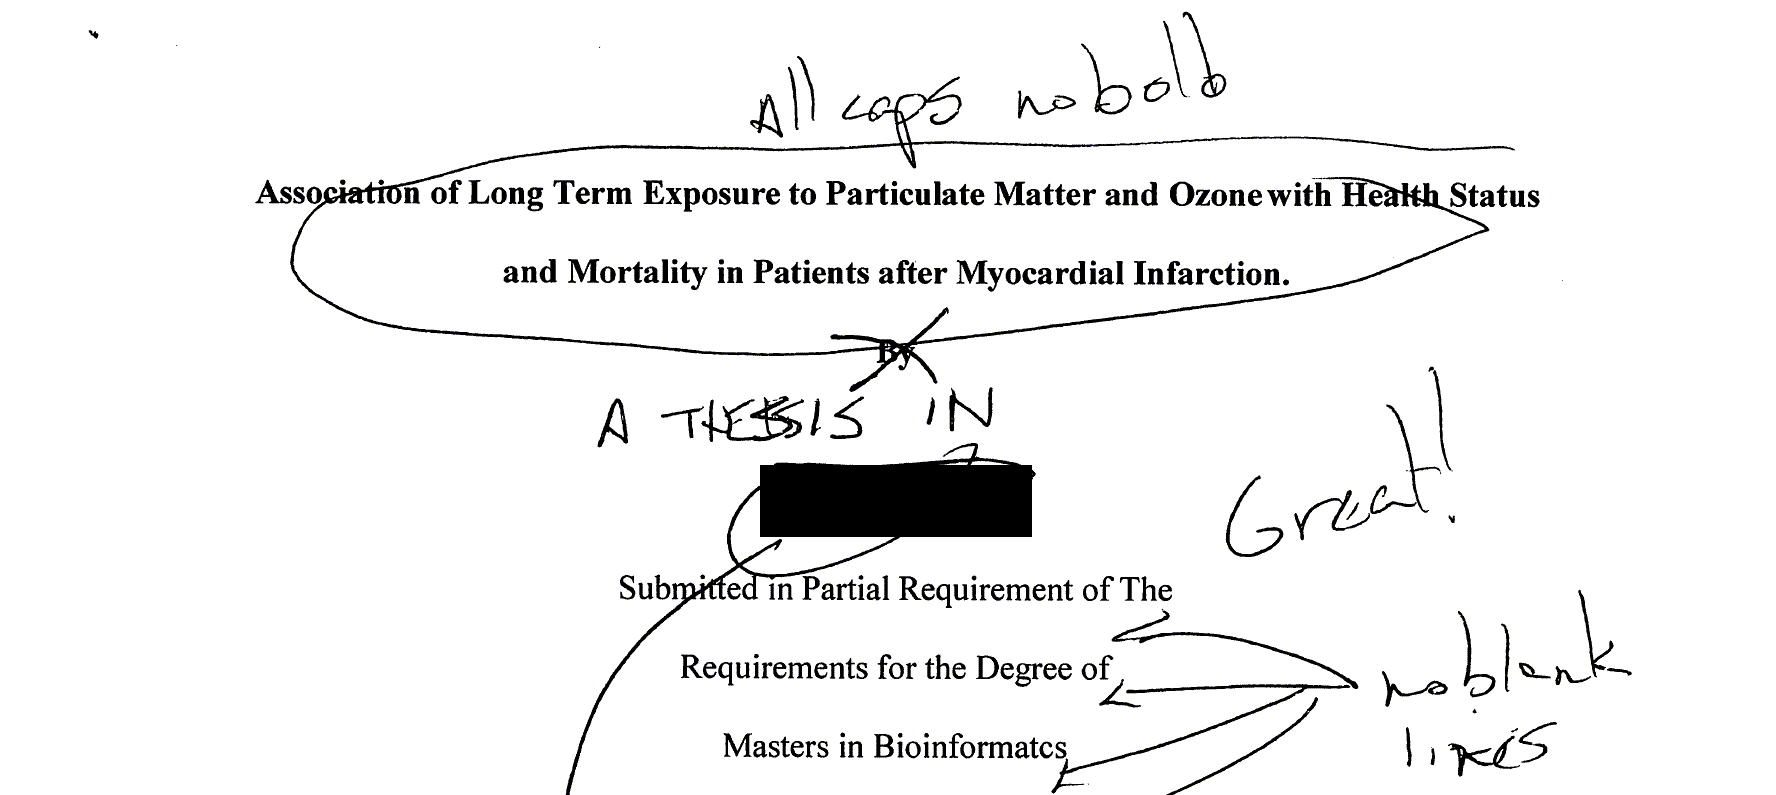 All caps no bold
Association of Long Term Exposure to Particulate Matter and Ozone with Health Status
and Mortality in Patients after Myocardial Infarction.
By
A THESIS IN
Great!
Submitted in Partial Requirement of The
Requirements for the Degree of
no blank
lines
Masters in Bioinformatcs